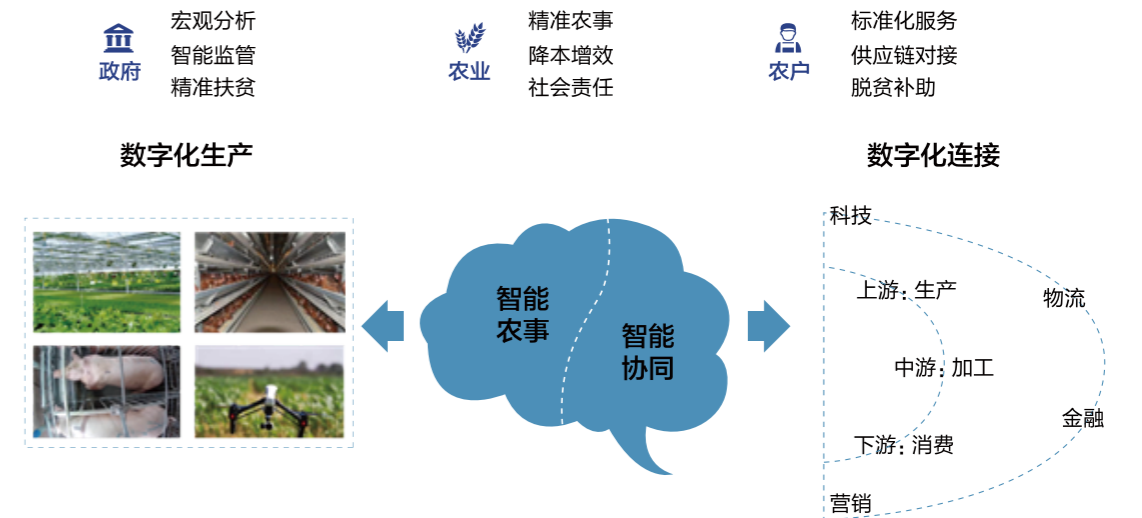 宏观分析
智能监管
精准扶贫
政府
精准农事
降本增效
社会责任
农业
标准化服务
供应链对接
脱贫补助
农户
数字化生产
数字化连接
智能
农事
智能
协同
科技
上游:生产
物流
中游:加工
金融
下游:消费
营销